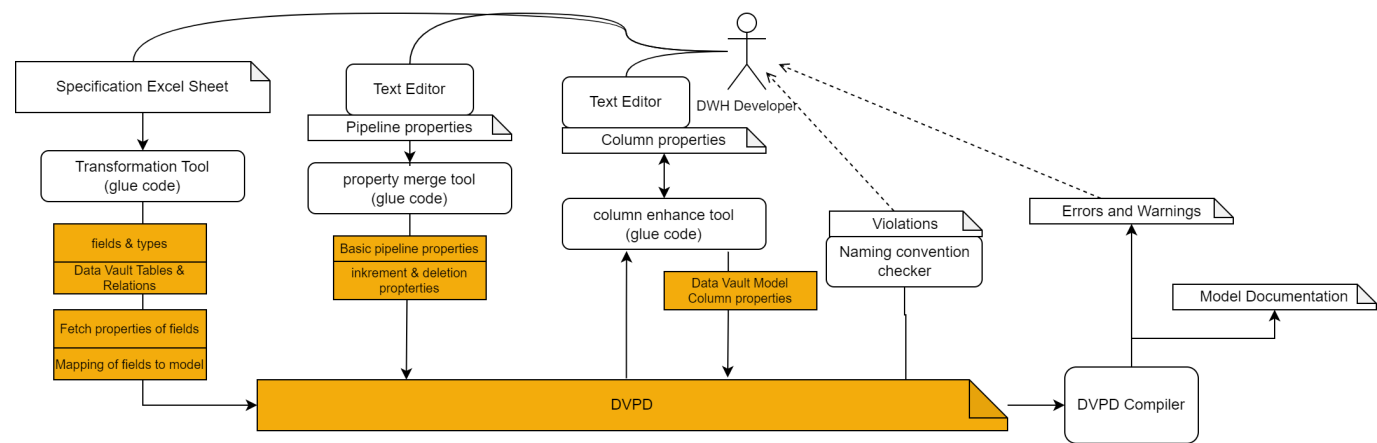 Specification Excel Sheet
Transformation Tool
(glue code)
fields & types
Data Vault Tables &
Relations
Fetch properties of fields
Mapping of fields to model
Text Editor
Pipeline properties
property merge tool
(glue code)
Basic pipeline properties
inkrement & deletion
propterties
Text Editor
Column properties
column enhance tool
(glue code)
Data Vault Model
Column properties
DWH Developer
Violations
Naming convention
checker
Errors and Warnings
Model Documentation
DVPD
DVPD Compiler